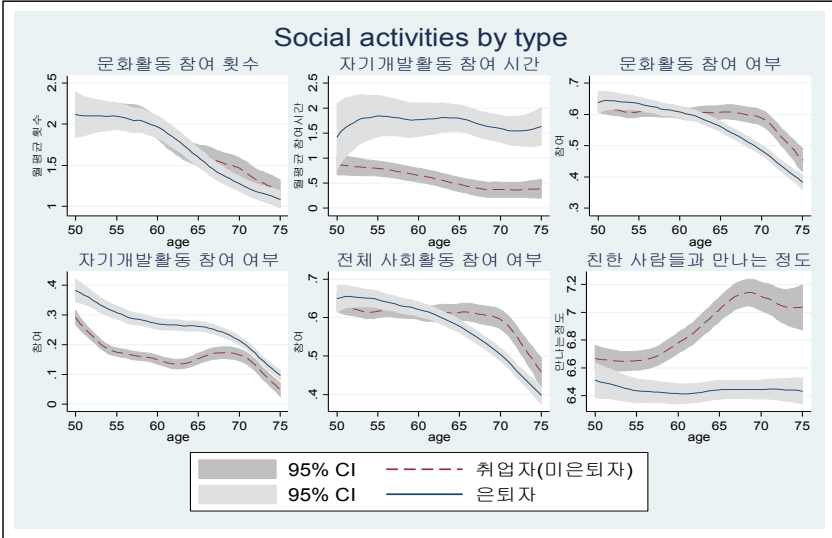 Social activities by type
문화활동 참여 횟수
월평균 횟수
2.5
2
1.5
1
50 55 60 65 70 75
age
자기개발활동 참여 시간
월평균 참여시간
2.5
2
1.5
1
.5
0
50 55 60 65 70 75
age
문화활동 참여 여부
참여
.7
.6
.5
.4
.3
50 55 60 65 70 75
age
자기개발활동 참여 여부
참여
.4
.3
.2
.1
0
50 55 60 65 70 75
age
전체 사회활동 참여 여부
참여
.7
.6
.5
.4
50 55 60 65 70 75
age
친한 사람들과 만나는 정도
만나는정도
7.2
7
6.8
6.6
6.4
50 55 60 65 70 75
age
95% CI 취업자(미은퇴자)
95% CI 은퇴자